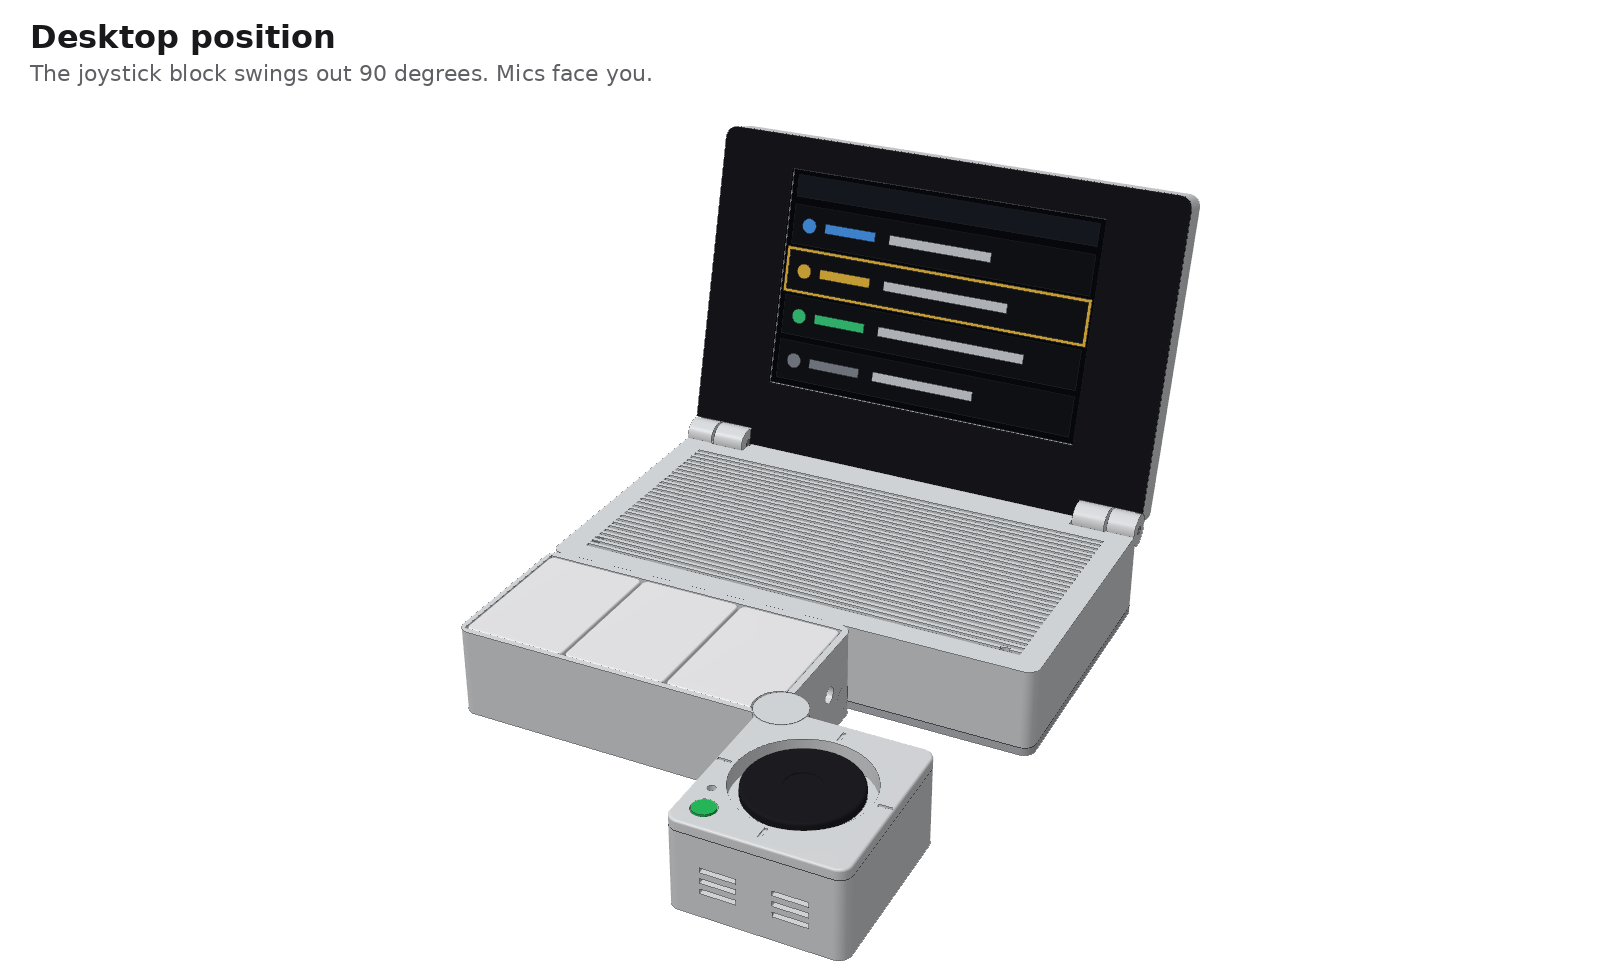 Desktop position
The joystick block swings out 90 degrees. Mics face you.